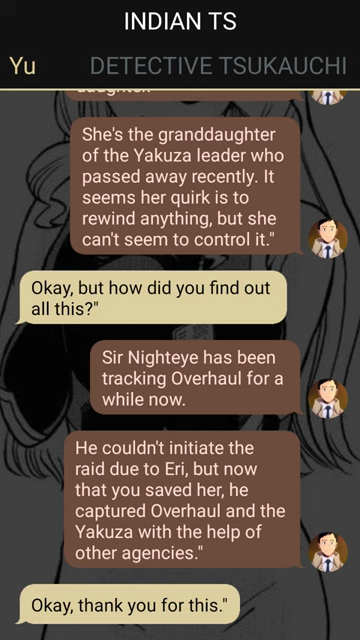 INDIAN TS
Yu
DETECTIVE TSUKAUCHI
She's the granddaughter
of the Yakuza leader who
passed away recently. It
seems her quirk is to
rewind anything, but she
can't seem to control it."
Okay, but how did you find out
all this?"
Sir Nighteye has been
tracking Overhaul for a
while now.
He couldn't initiate the
raid due to Eri, but now
that you saved her, he
captured Overhaul and the
Yakuza with the help of
other agencies."
Okay, thank you for this."